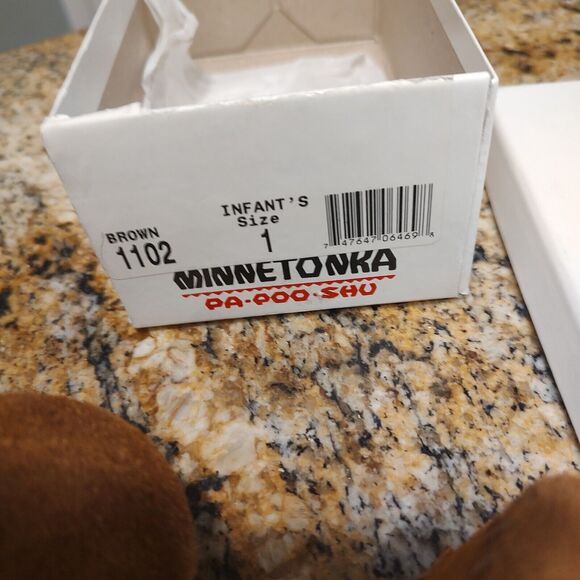 INFANT'S
Size
1
BROWN
1102
7 47647 06469 8
MINNETONKA
PA-POO-SHU